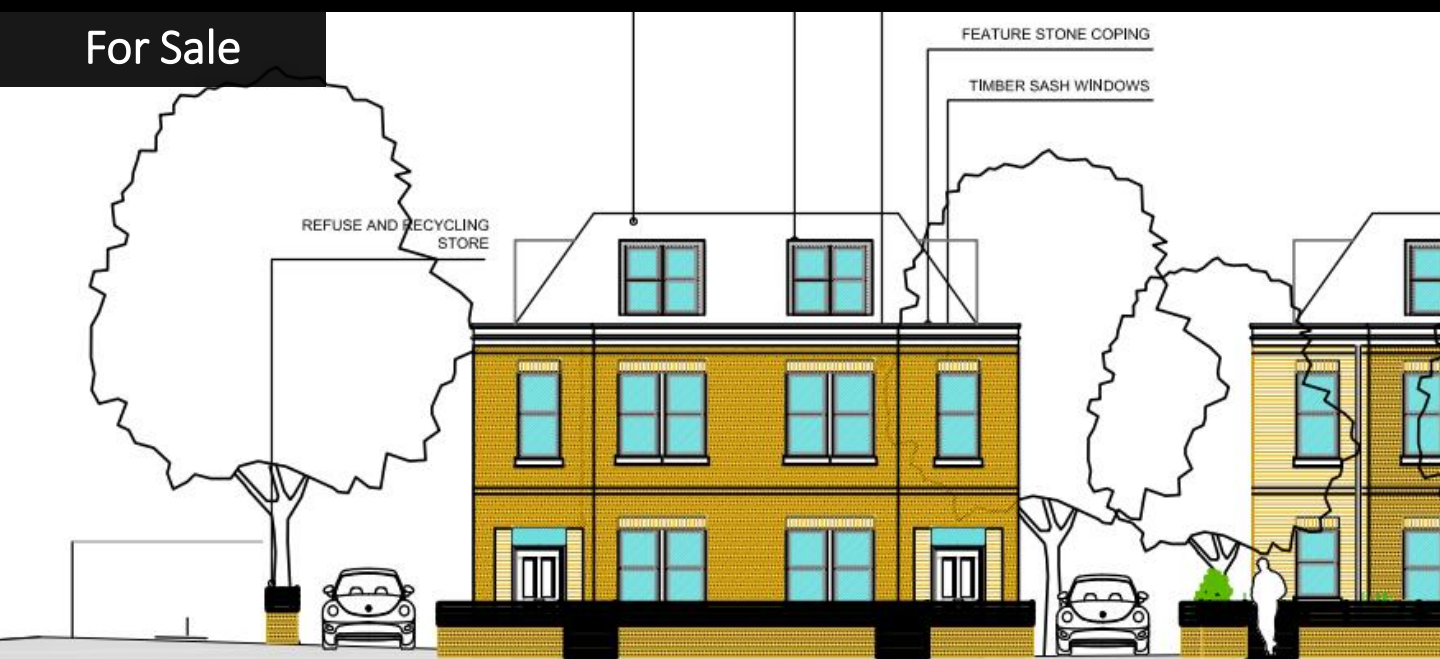 For Sale
FEATURE STONE COPING
TIMBER SASH WINDOWS
REFUSE AND RECYCLING
STORE